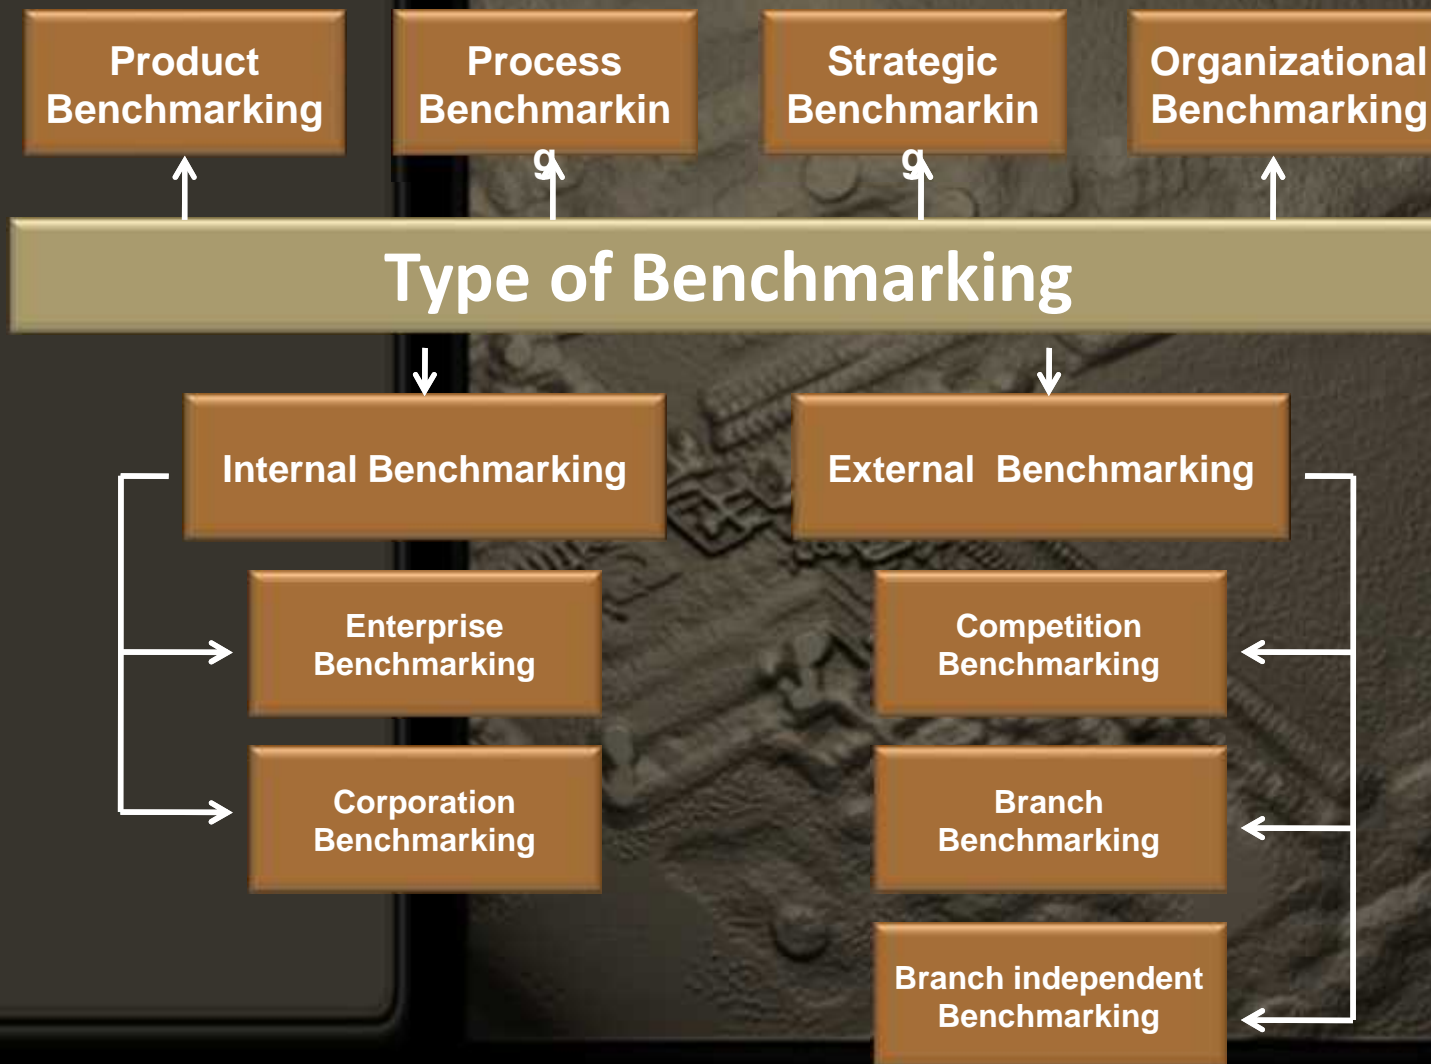 Product
Benchmarking
Process
Benchmarkin
g
Strategic
Benchmarkin
g
Organizational
Benchmarking
Type of Benchmarking
Internal Benchmarking
External  Benchmarking
Enterprise
Benchmarking
Competition
Benchmarking
Corporation
Benchmarking
Branch
Benchmarking
Branch independent
Benchmarking